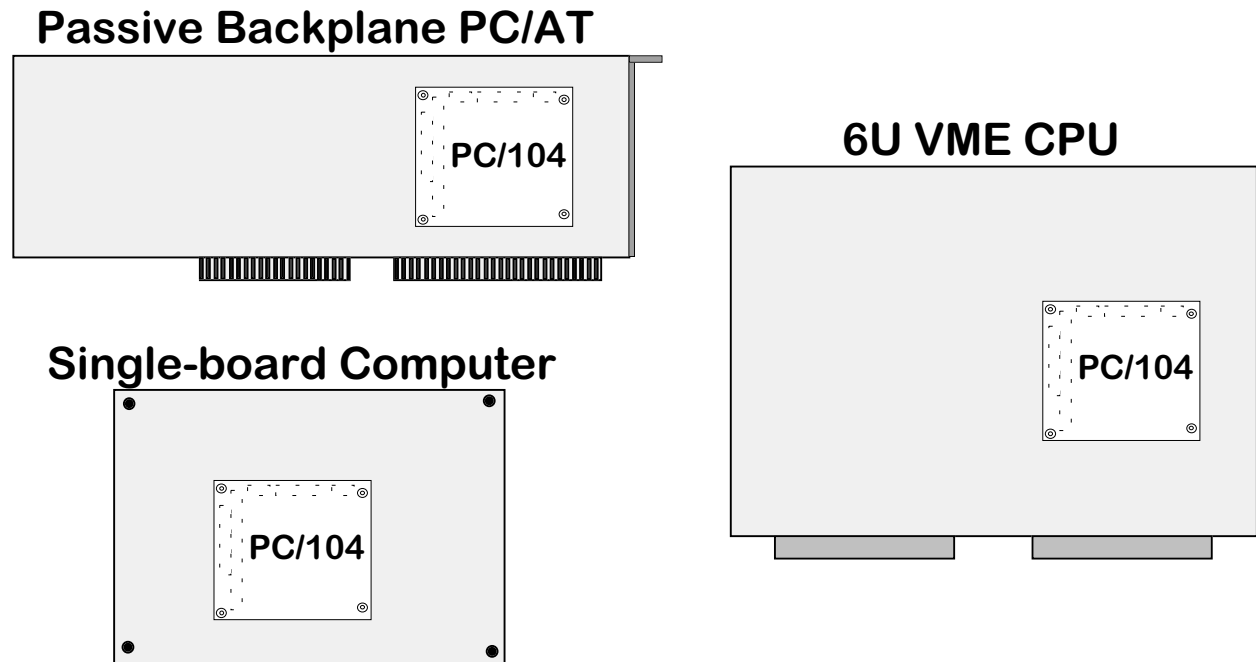 Passive Backplane PC/AT
PC/104
6U VME CPU
PC/104
Single-board Computer
PC/104